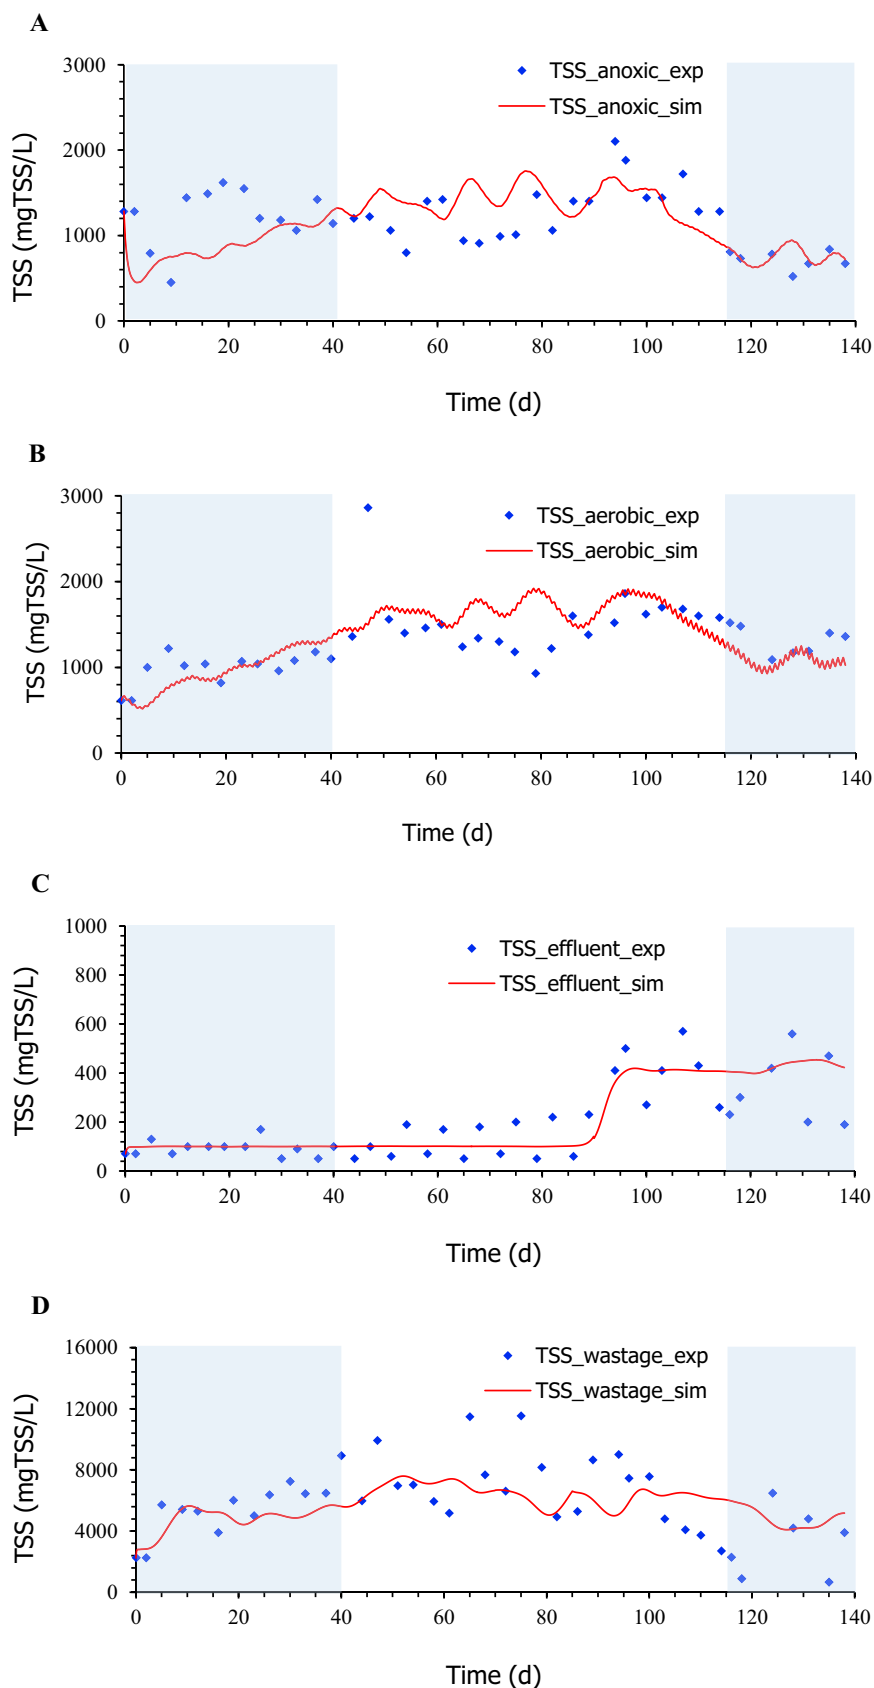 A
3000
2000
1000
0
TSS (mgTSS/L)
TSS_anoxic_exp
TSS_anoxic_sim
0 20 40 60 80 100 120 140
Time (d)
B
3000
2000
1000
0
TSS (mgTSS/L)
TSS_aerobic_exp
TSS_aerobic_sim
0 20 40 60 80 100 120 140
Time (d)
C
1000
800
600
400
200
0
TSS (mgTSS/L)
TSS_effluent_exp
TSS_effluent_sim
0 20 40 60 80 100 120 140
Time (d)
D
16000
12000
8000
4000
0
TSS (mgTSS/L)
TSS_wastage_exp
TSS_wastage_sim
0 20 40 60 80 100 120 140
Time (d)